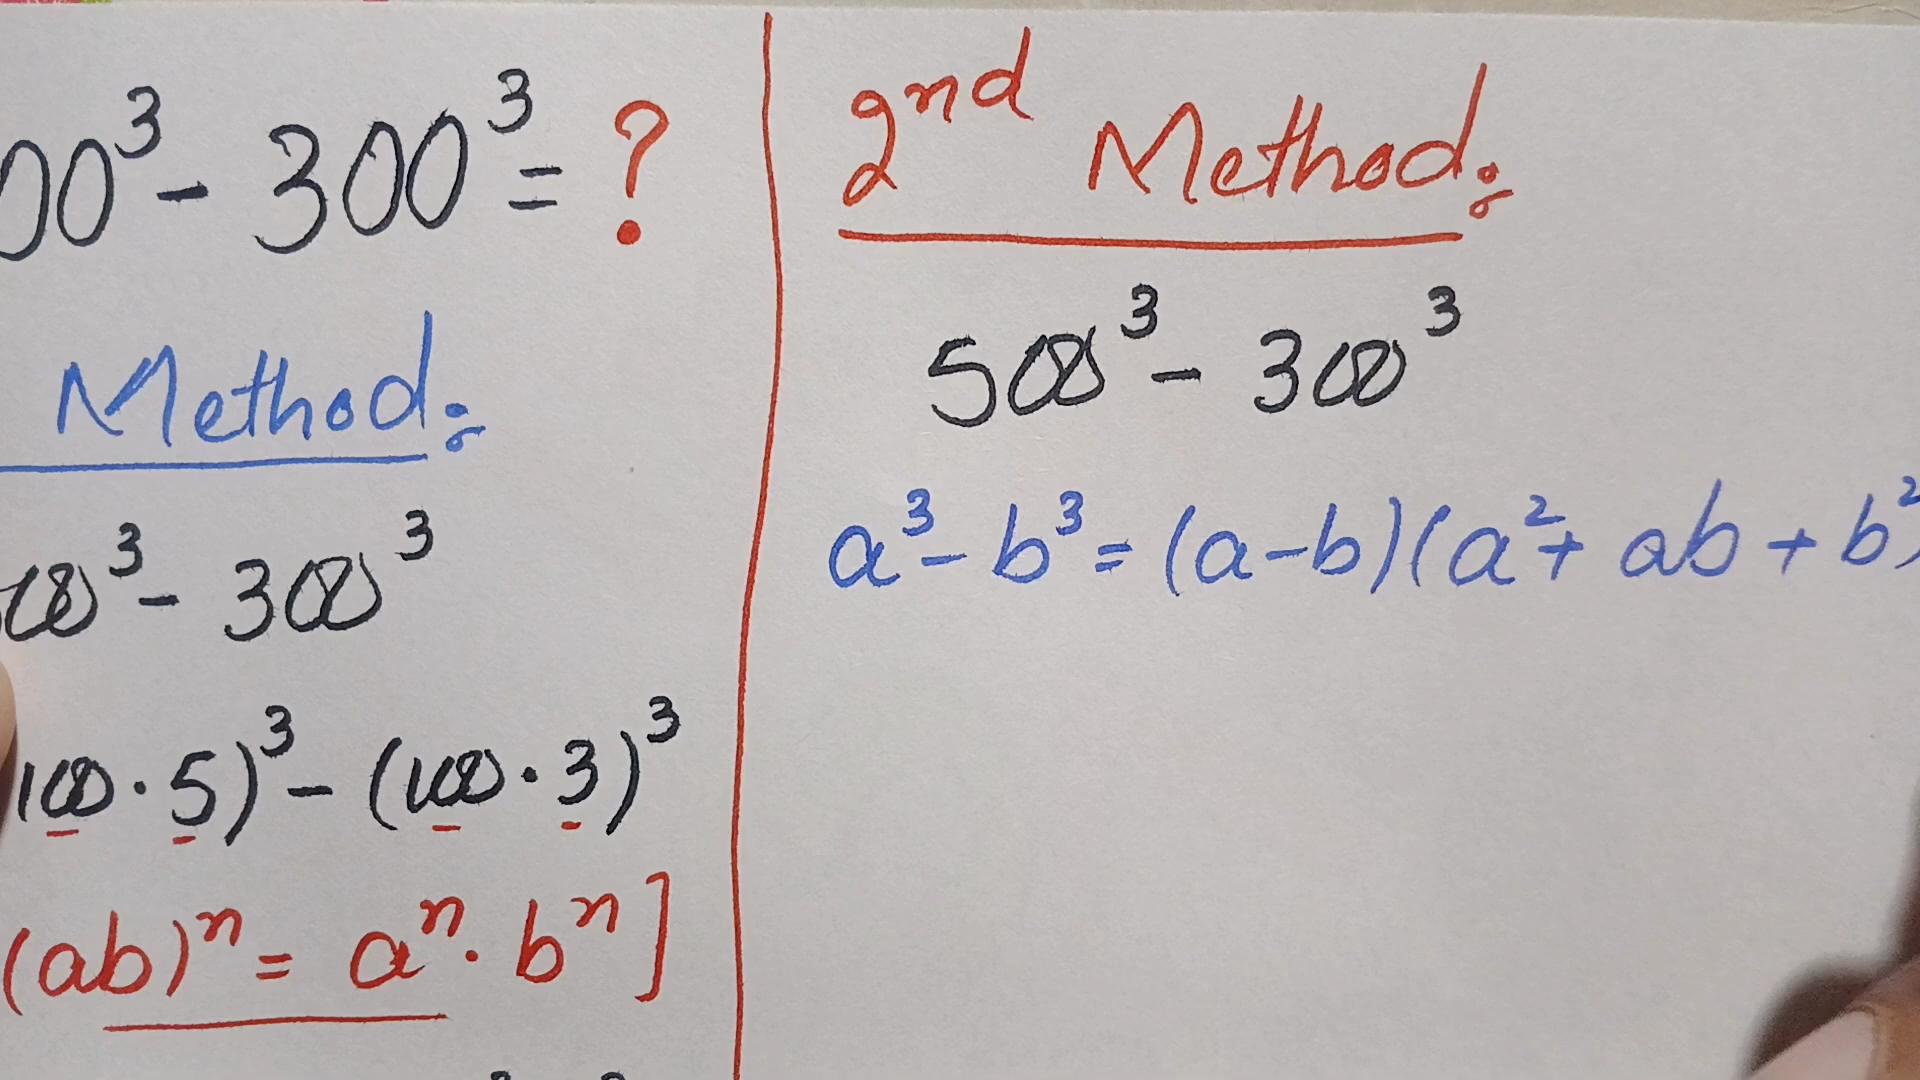 00³ - 300³ = ?
Method:
00³ - 300³
100 · 5)³ - (100 · 3)³
(ab)ⁿ = aⁿ · bⁿ]
2nd Method:
500³ - 300³
a³ - b³ = (a - b)(a² + ab + b²)